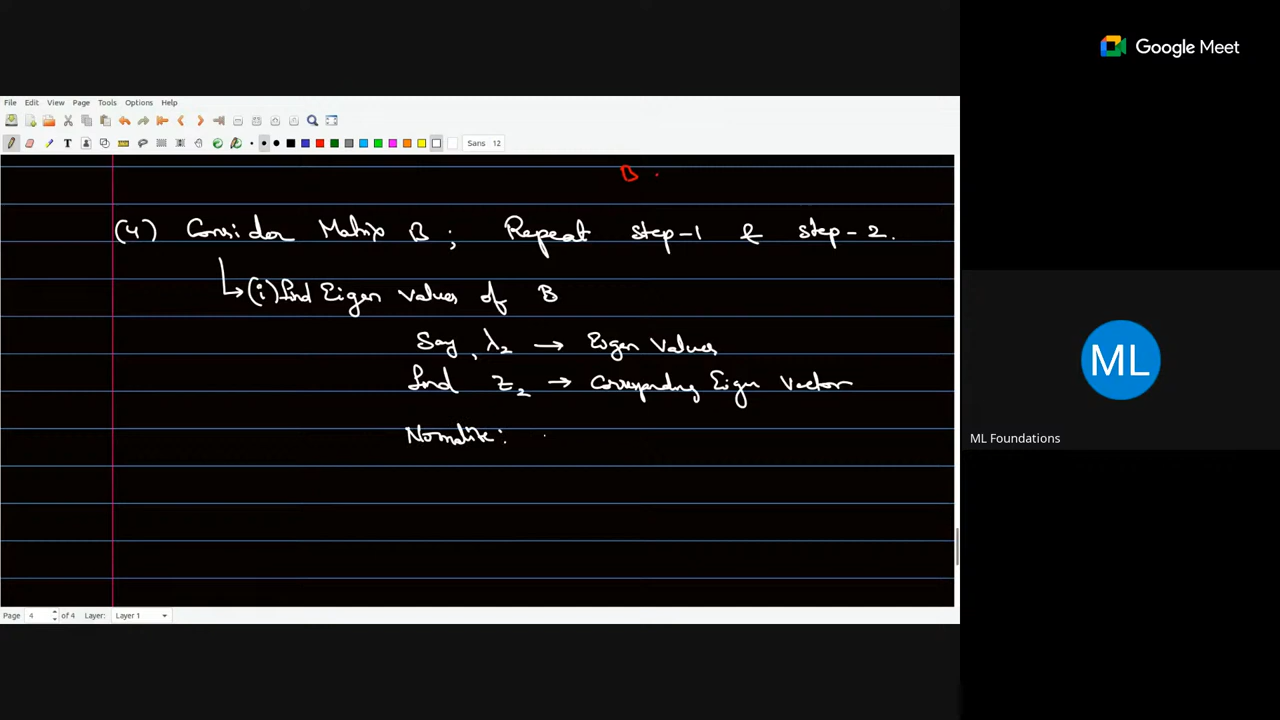 Google Meet
File Edit View Page Tools Options Help
Sans 12
B .
(4) Consider Matrix B ; Repeat step-1 & step-2.
(i) find Eigen values of B
Say, λ₂ → Eigen Values
find z₂ → Corresponding Eigen Vector
Normalize:
ML
ML Foundations
Page 4 of 4 Layer: Layer 1